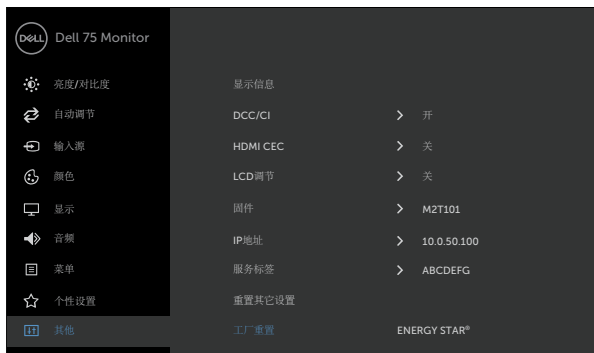 DELL Dell 75 Monitor
亮度/对比度
显示信息
自动调节
DCC/CI 开
输入源
HDMI CEC 关
颜色
LCD调节 关
显示
固件 M2T101
音频
IP地址 10.0.50.100
菜单
服务标签 ABCDEFG
个性设置
重置其它设置
其他
工厂重置 ENERGY STAR®